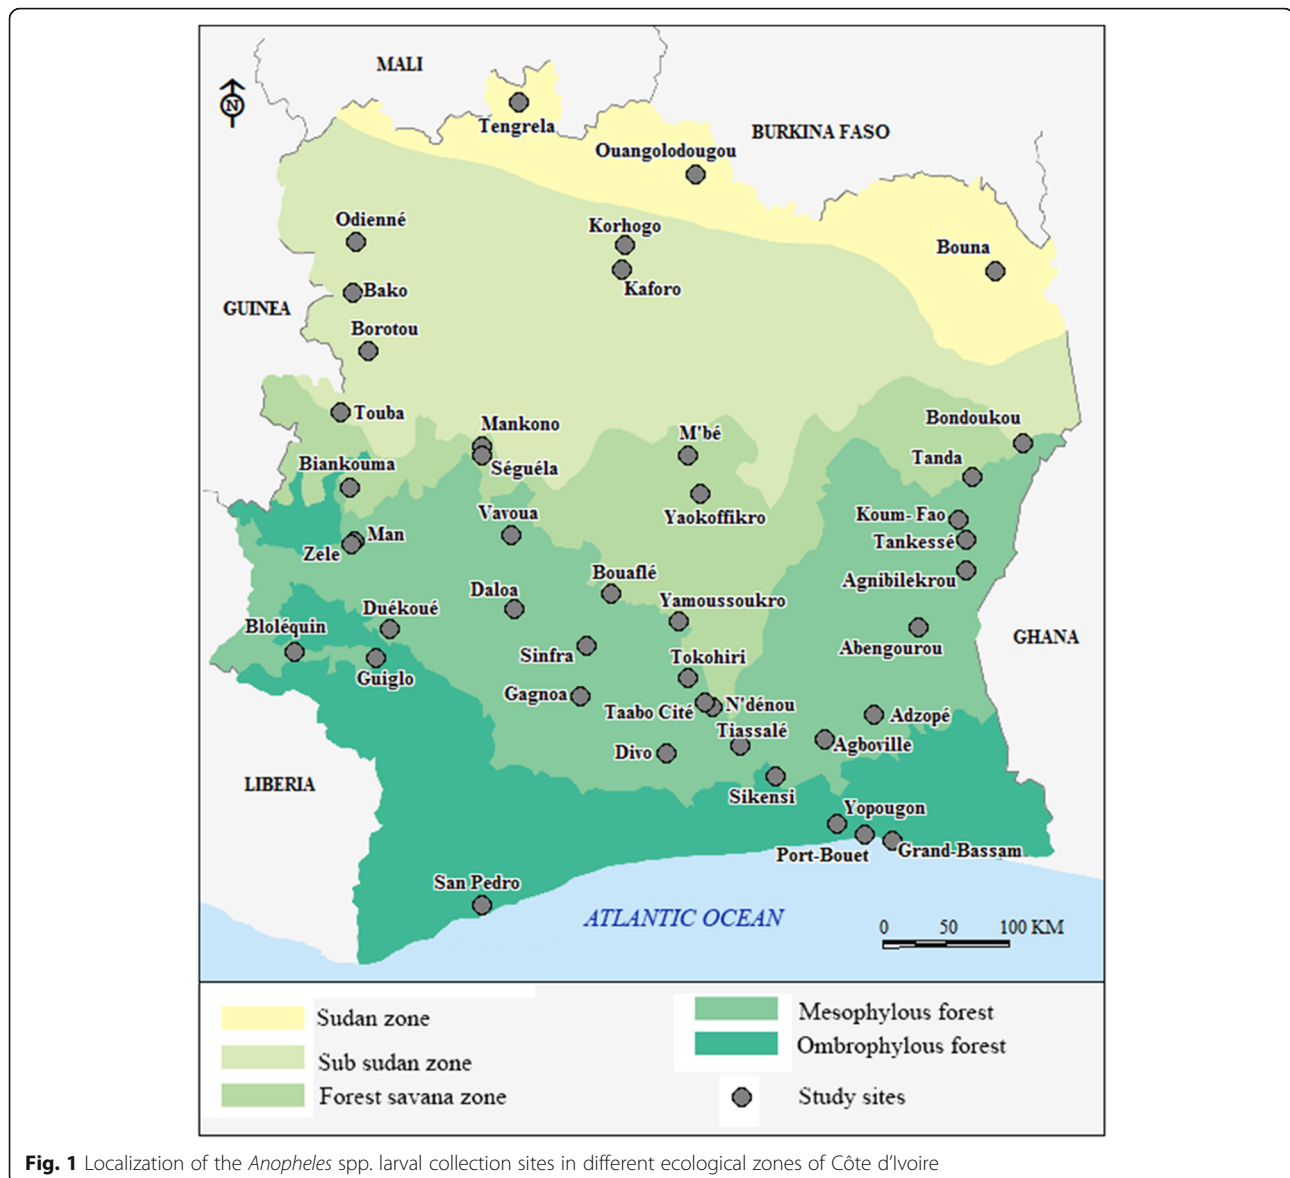 MALI
N
Tengrela
BURKINA FASO
Ouangolodougou
Odienné
Korhogo
Bouna
Kaforo
Bako
GUINEA
Borotou
Touba
Mankono
Bondoukou
M'bé
Séguéla
Tanda
Biankouma
Vavoua
Yaokoffikro
Koum- Fao
Man
Tankessé
Zele
Bouaflé
Agnibilekrou
Daloa
Yamoussoukro
Duékoué
Bloléquin
GHANA
Abengourou
Sinfra
Tokohiri
Guiglo
Gagnoa
N'dénou
Taabo Cité
Adzopé
Tiassalé
Agboville
Divo
LIBERIA
Sikensi
Yopougon
Grand-Bassam
Port-Bouet
San Pedro
ATLANTIC OCEAN
0 50 100 KM
Sudan zone
Sub sudan zone
Forest savana zone
Mesophylous forest
Ombrophylous forest
Study sites
Fig. 1 Localization of the Anopheles spp. larval collection sites in different ecological zones of Côte d'Ivoire